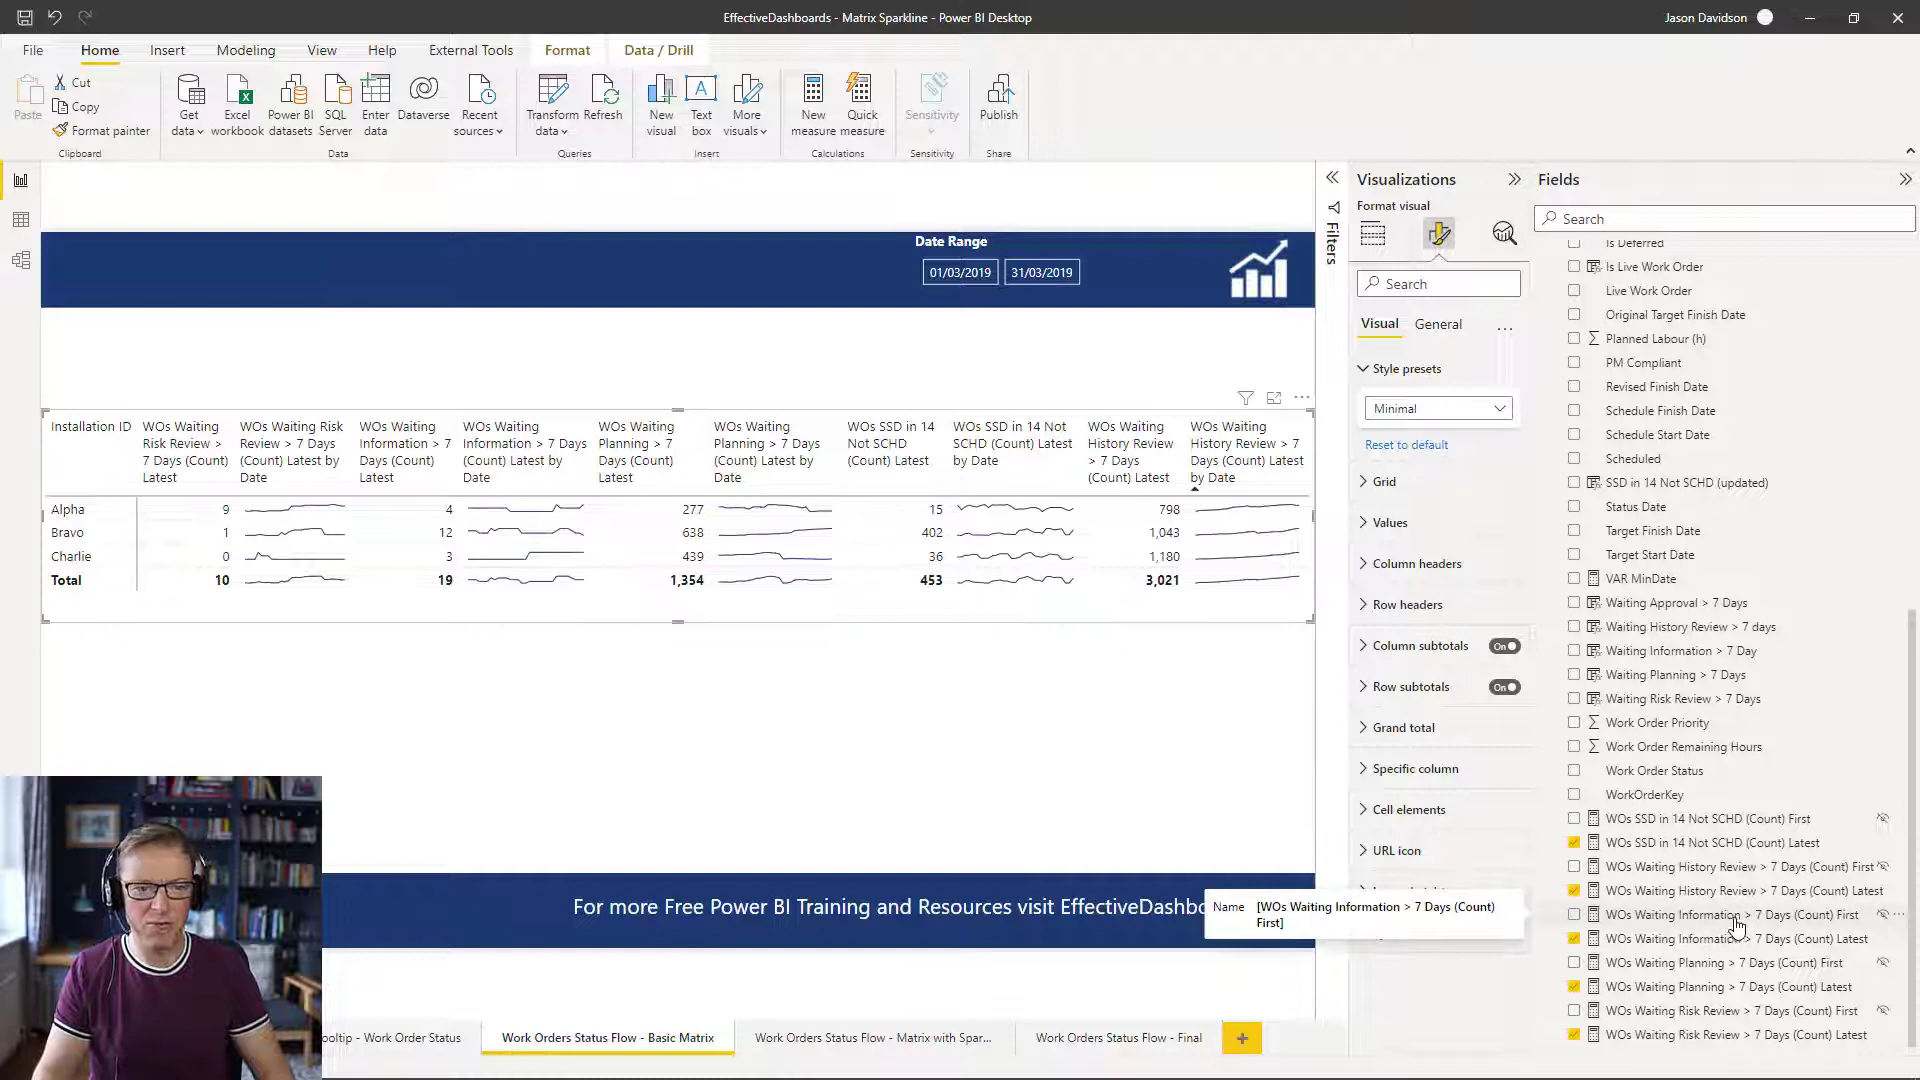 EffectiveDashboards - Matrix Sparkline - Power BI Desktop
Jason Davidson
File
Home
Insert
Modeling
View
Help
External Tools
Format
Data / Drill
Paste
Cut
Copy
Format painter
Clipboard
Get data
Excel workbook
Power BI datasets
SQL Server
Enter data
Dataverse
Recent sources
Data
Transform data
Refresh
Queries
New visual
Text box
More visuals
Insert
New measure
Quick measure
Calculations
Sensitivity
Sensitivity
Publish
Share
Date Range
01/03/2019
31/03/2019
Installation ID
WOs Waiting Risk Review > 7 Days (Count) Latest
WOs Waiting Risk Review > 7 Days (Count) Latest by Date
WOs Waiting Information > 7 Days (Count) Latest
WOs Waiting Information > 7 Days (Count) Latest by Date
WOs Waiting Planning > 7 Days (Count) Latest
WOs Waiting Planning > 7 Days (Count) Latest by Date
WOs SSD in 14 Not SCHD (Count) Latest
WOs SSD in 14 Not SCHD (Count) Latest by Date
WOs Waiting History Review > 7 Days (Count) Latest
WOs Waiting History Review > 7 Days (Count) Latest by Date
Alpha 9 4 277 15 798
Bravo 1 12 638 402 1,043
Charlie 0 3 439 36 1,180
Total 10 19 1,354 453 3,021
For more Free Power BI Training and Resources visit EffectiveDashbo
ooltip - Work Order Status
Work Orders Status Flow - Basic Matrix
Work Orders Status Flow - Matrix with Spar...
Work Orders Status Flow - Final
+
Filters
Visualizations
Format visual
Search
Visual
General
...
Style presets
Minimal
Reset to default
Grid
Values
Column headers
Row headers
Column subtotals On
Row subtotals On
Grand total
Specific column
Cell elements
URL icon
Name [WOs Waiting Information > 7 Days (Count) First]
Fields
Search
Is Deferred
Is Live Work Order
Live Work Order
Original Target Finish Date
Planned Labour (h)
PM Compliant
Revised Finish Date
Schedule Finish Date
Schedule Start Date
Scheduled
SSD in 14 Not SCHD (updated)
Status Date
Target Finish Date
Target Start Date
VAR MinDate
Waiting Approval > 7 Days
Waiting History Review > 7 days
Waiting Information > 7 Day
Waiting Planning > 7 Days
Waiting Risk Review > 7 Days
Work Order Priority
Work Order Remaining Hours
Work Order Status
WorkOrderKey
WOs SSD in 14 Not SCHD (Count) First
WOs SSD in 14 Not SCHD (Count) Latest
WOs Waiting History Review > 7 Days (Count) First
WOs Waiting History Review > 7 Days (Count) Latest
WOs Waiting Information > 7 Days (Count) First
WOs Waiting Information > 7 Days (Count) Latest
WOs Waiting Planning > 7 Days (Count) First
WOs Waiting Planning > 7 Days (Count) Latest
WOs Waiting Risk Review > 7 Days (Count) First
WOs Waiting Risk Review > 7 Days (Count) Latest